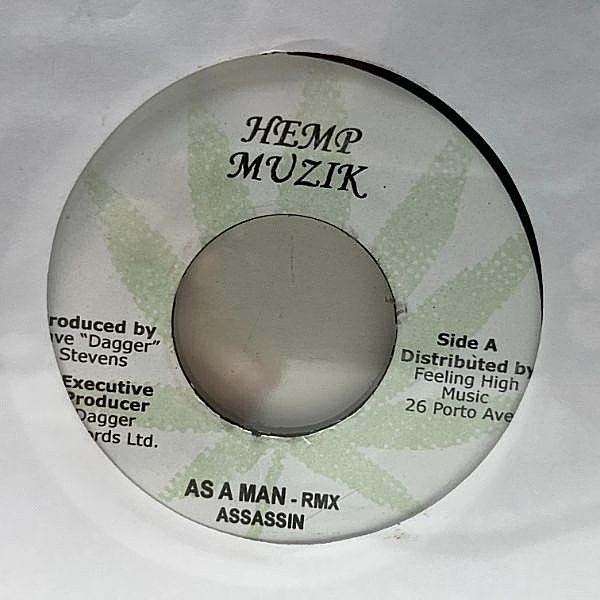 HEMP
MUZIK
roduced by
ve "Dagger"
Stevens
Executive
Producer
Dagger
ords Ltd.
Side A
Distributed by
Feeling High
Music
26 Porto Ave
AS A MAN - RMX
ASSASSIN